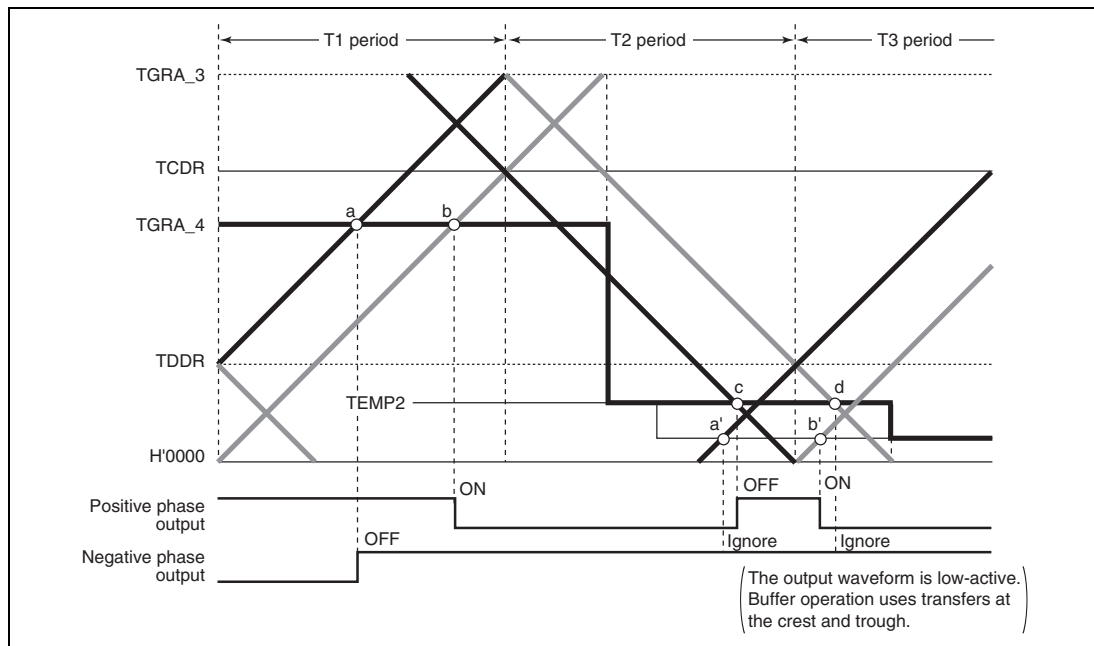 T1 period
T2 period
T3 period
TGRA_3
TCDR
a
b
TGRA_4
TDDR
c
d
TEMP2
a'
b'
H'0000
ON
OFF
ON
Positive phase
output
OFF
Ignore
Ignore
Negative phase
output
The output waveform is low-active.
Buffer operation uses transfers at
the crest and trough.